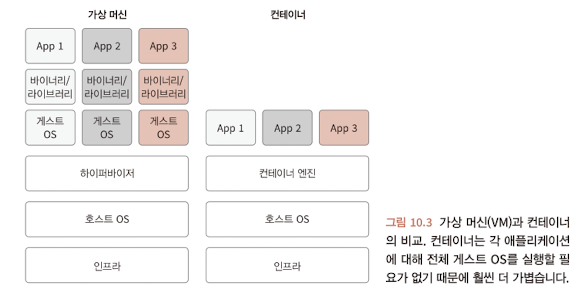 가상 머신
컨테이너
App 1
App 2
App 3
바이너리/
라이브러리
바이너리/
라이브러리
바이너리/
라이브러리
게스트
OS
게스트
OS
게스트
OS
App 1
App 2
App 3
하이퍼바이저
컨테이너 엔진
호스트 OS
호스트 OS
인프라
인프라
그림 10.3 가상 머신(VM)과 컨테이너
의 비교. 컨테이너는 각 애플리케이션
에 대해 전체 게스트 OS를 실행할 필
요가 없기 때문에 훨씬 더 가볍습니다.